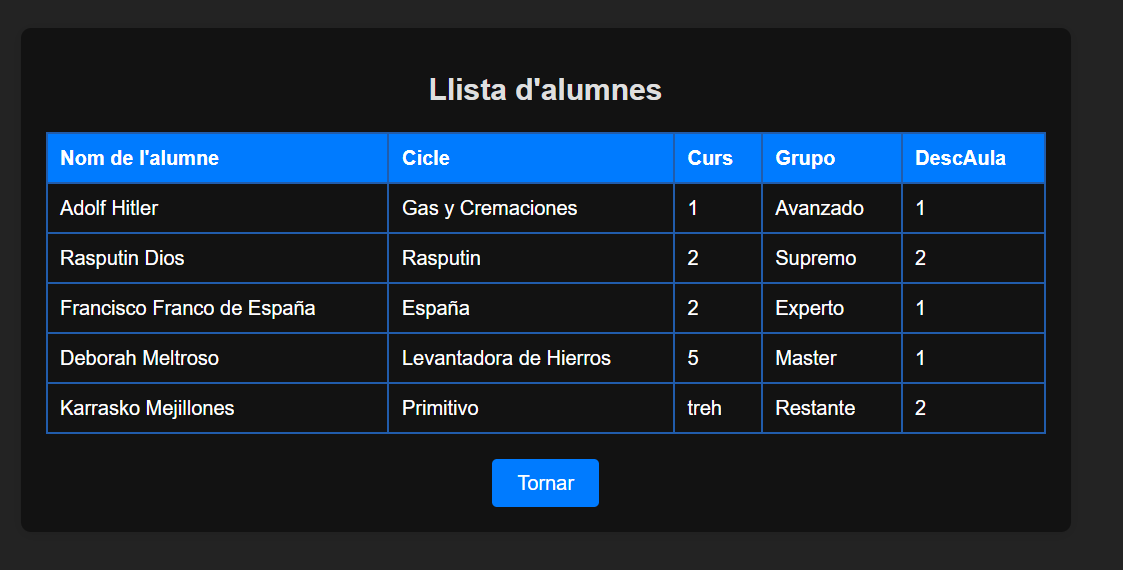 Llista d'alumnes
Nom de l'alumne Cicle Curs Grupo DescAula
Adolf Hitler Gas y Cremaciones 1 Avanzado 1
Rasputin Dios Rasputin 2 Supremo 2
Francisco Franco de España España 2 Experto 1
Deborah Meltroso Levantadora de Hierros 5 Master 1
Karrasko Mejillones Primitivo treh Restante 2
Tornar